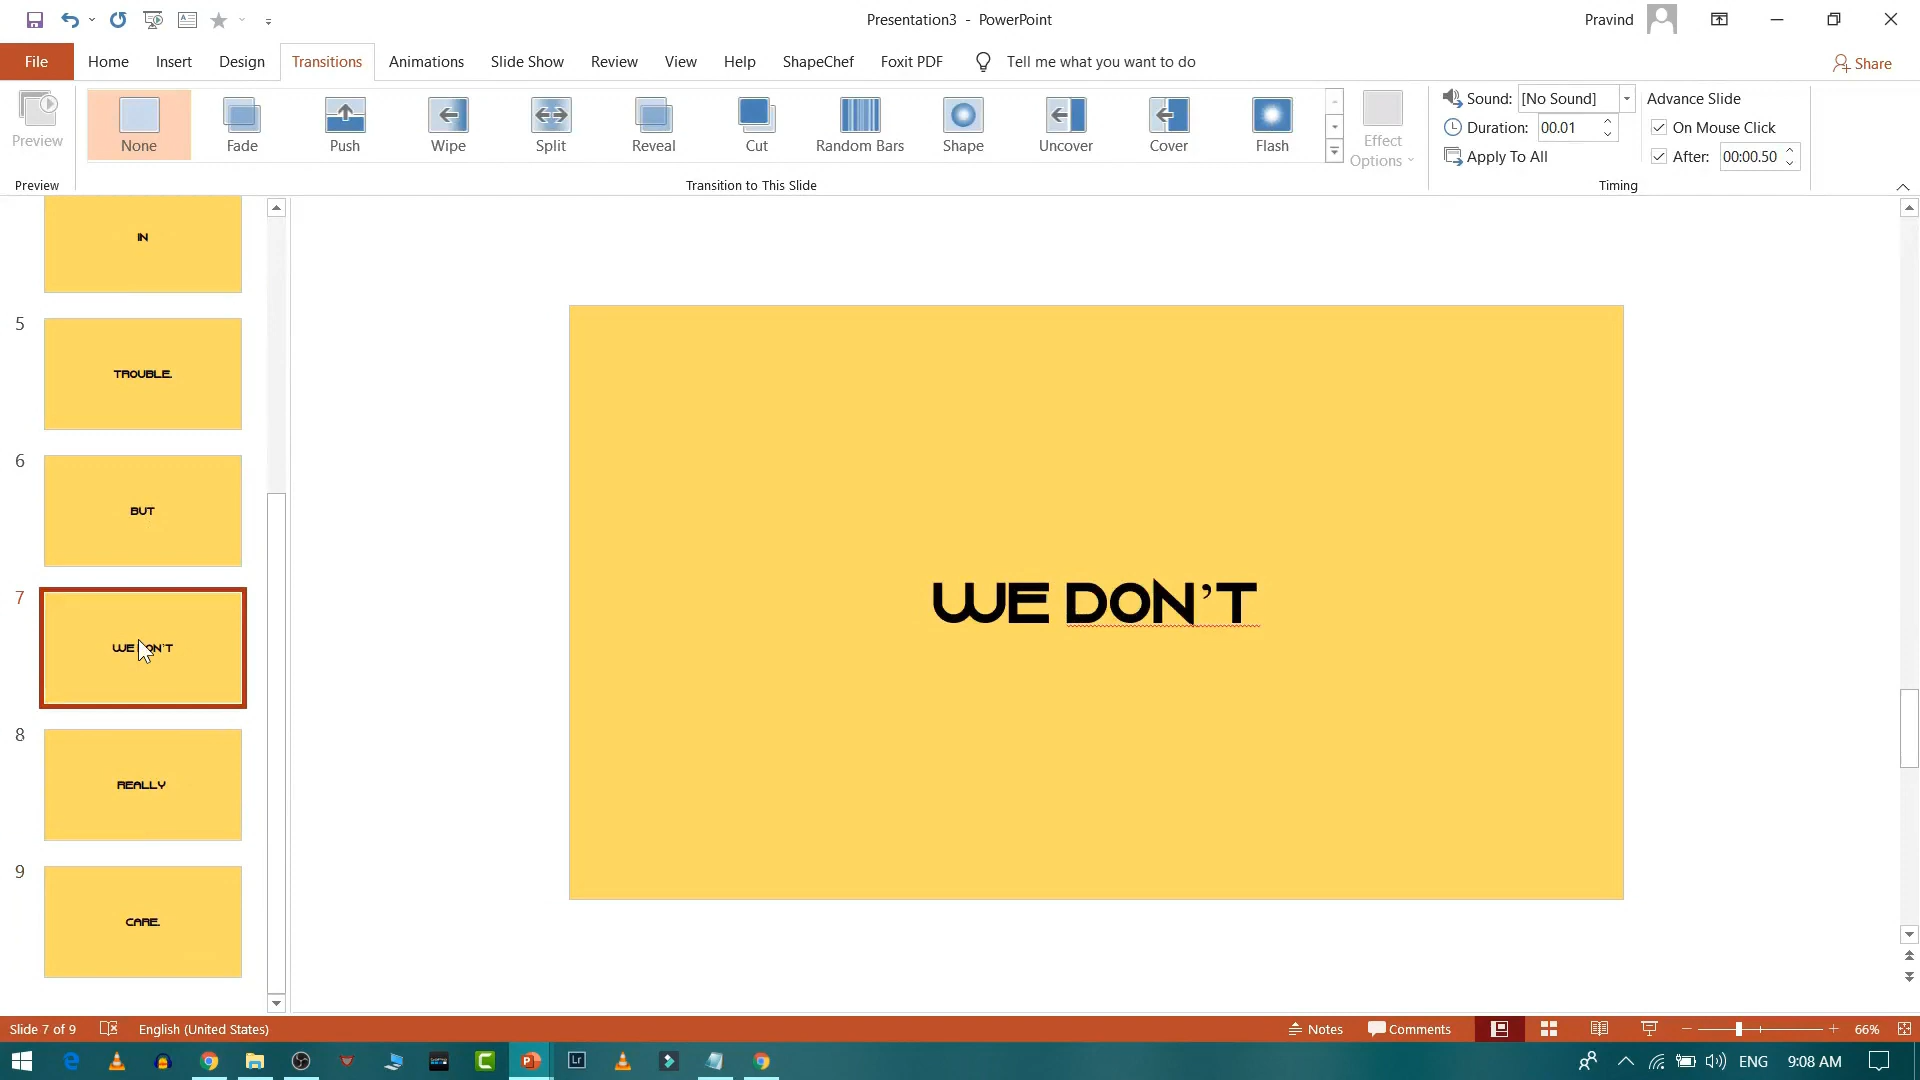 Presentation3 - PowerPoint
Pravind
File Home Insert Design Transitions Animations Slide Show Review View Help ShapeChef Foxit PDF Tell me what you want to do
Share
Preview
None Fade Push Wipe Split Reveal Cut Random Bars Shape Uncover Cover Flash
Effect
Options
Sound: [No Sound]
Duration: 00.01
Apply To All
Advance Slide
On Mouse Click
After: 00:00.50
Preview
Transition to This Slide
Timing
IN
5
TROUBLE.
6
BUT
7
WE DON'T
8
REALLY
9
CARE.
WE DON'T
Slide 7 of 9
English (United States)
Notes
Comments
66%
Lr
ENG
9:08 AM